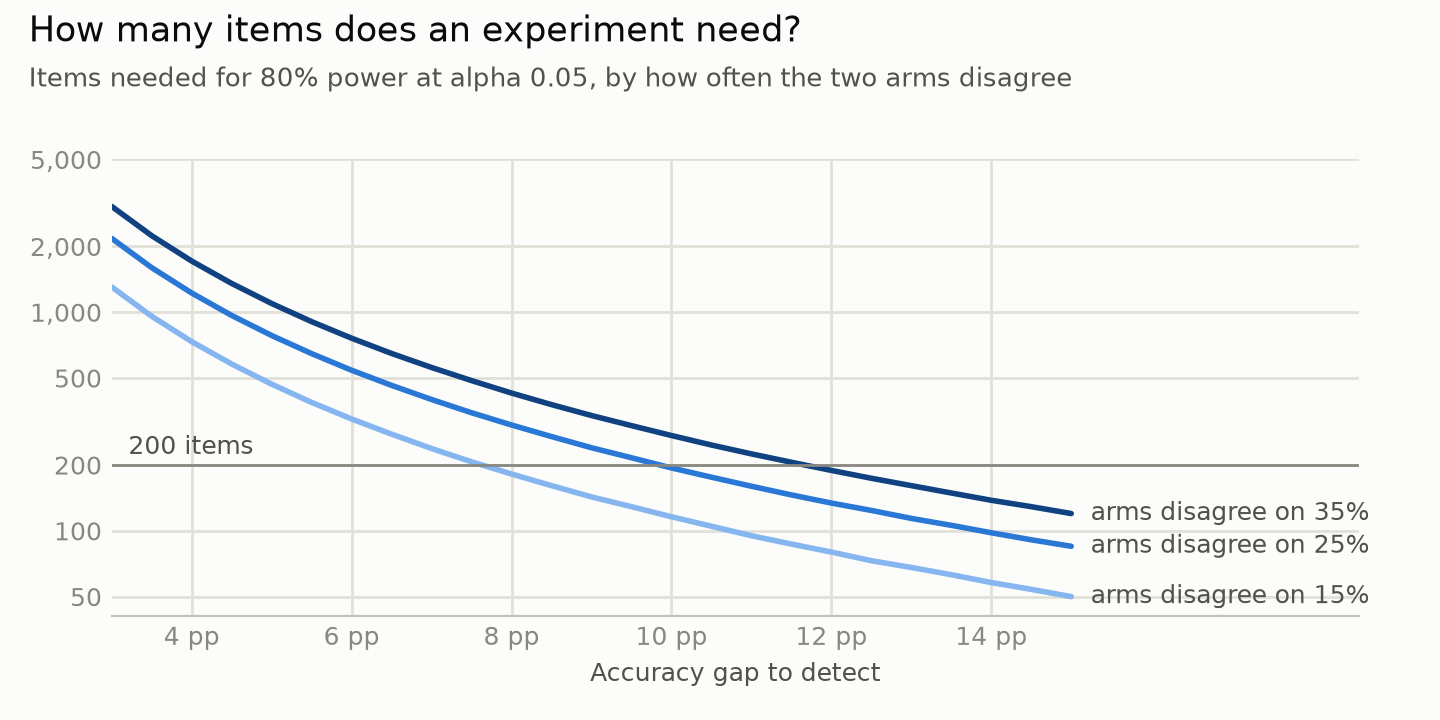 How many items does an experiment need?
Items needed for 80% power at alpha 0.05, by how often the two arms disagree
5,000
2,000
1,000
500
200 items
200
arms disagree on 35%
100
arms disagree on 25%
50
arms disagree on 15%
4 pp 6 pp 8 pp 10 pp 12 pp 14 pp
Accuracy gap to detect